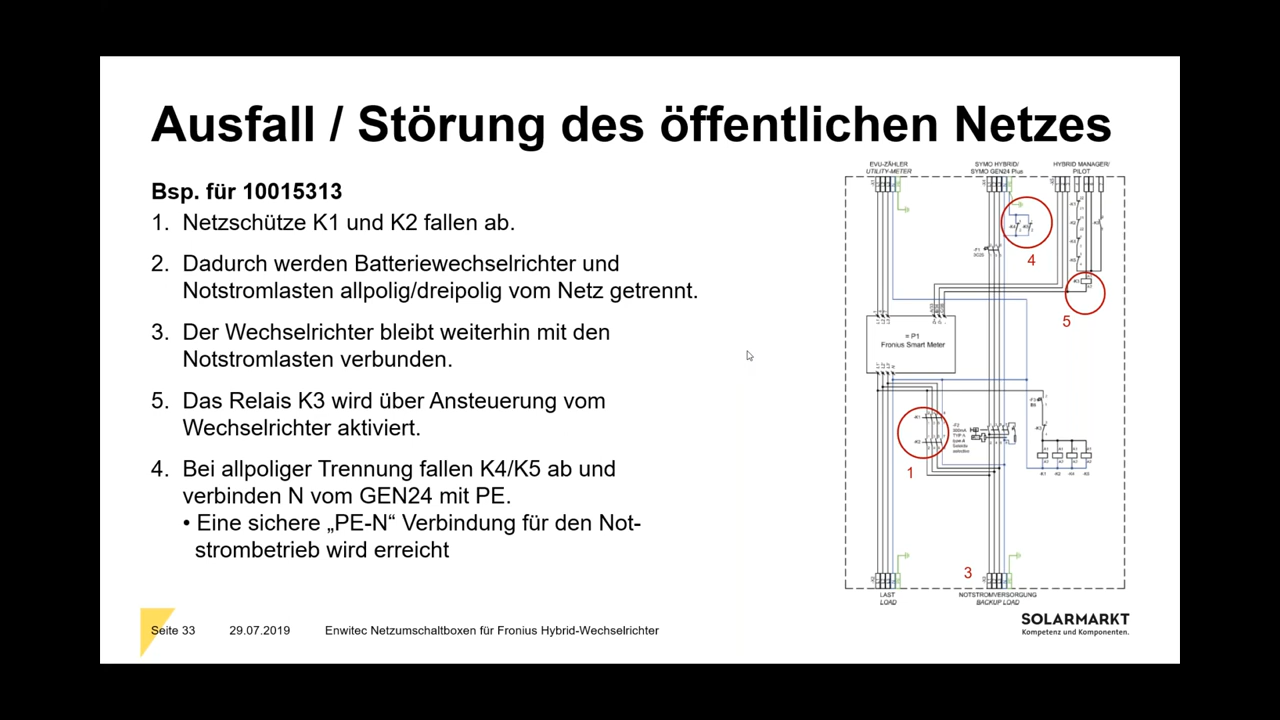 Ausfall / Störung des öffentlichen Netzes
Bsp. für 10015313
1. Netzschütze K1 und K2 fallen ab.
2. Dadurch werden Batteriewechselrichter und
Notstromlasten allpolig/dreipolig vom Netz getrennt.
3. Der Wechselrichter bleibt weiterhin mit den
Notstromlasten verbunden.
5. Das Relais K3 wird über Ansteuerung vom
Wechselrichter aktiviert.
4. Bei allpoliger Trennung fallen K4/K5 ab und
verbinden N vom GEN24 mit PE.
• Eine sichere „PE-N“ Verbindung für den Not-
strombetrieb wird erreicht
EVU-ZÄHLER
UTILITY-METER
SYMO HYBRID/
SYMO GEN24 Plus
HYBRID MANAGER/
PILOT
4
5
= P1
Fronius Smart Meter
1
3
LAST
LOAD
NOTSTROMVERSORGUNG
BACKUP LOAD
Seite 33
29.07.2019
Enwitec Netzumschaltboxen für Fronius Hybrid-Wechselrichter
SOLARMARKT
Kompetenz und Komponenten.